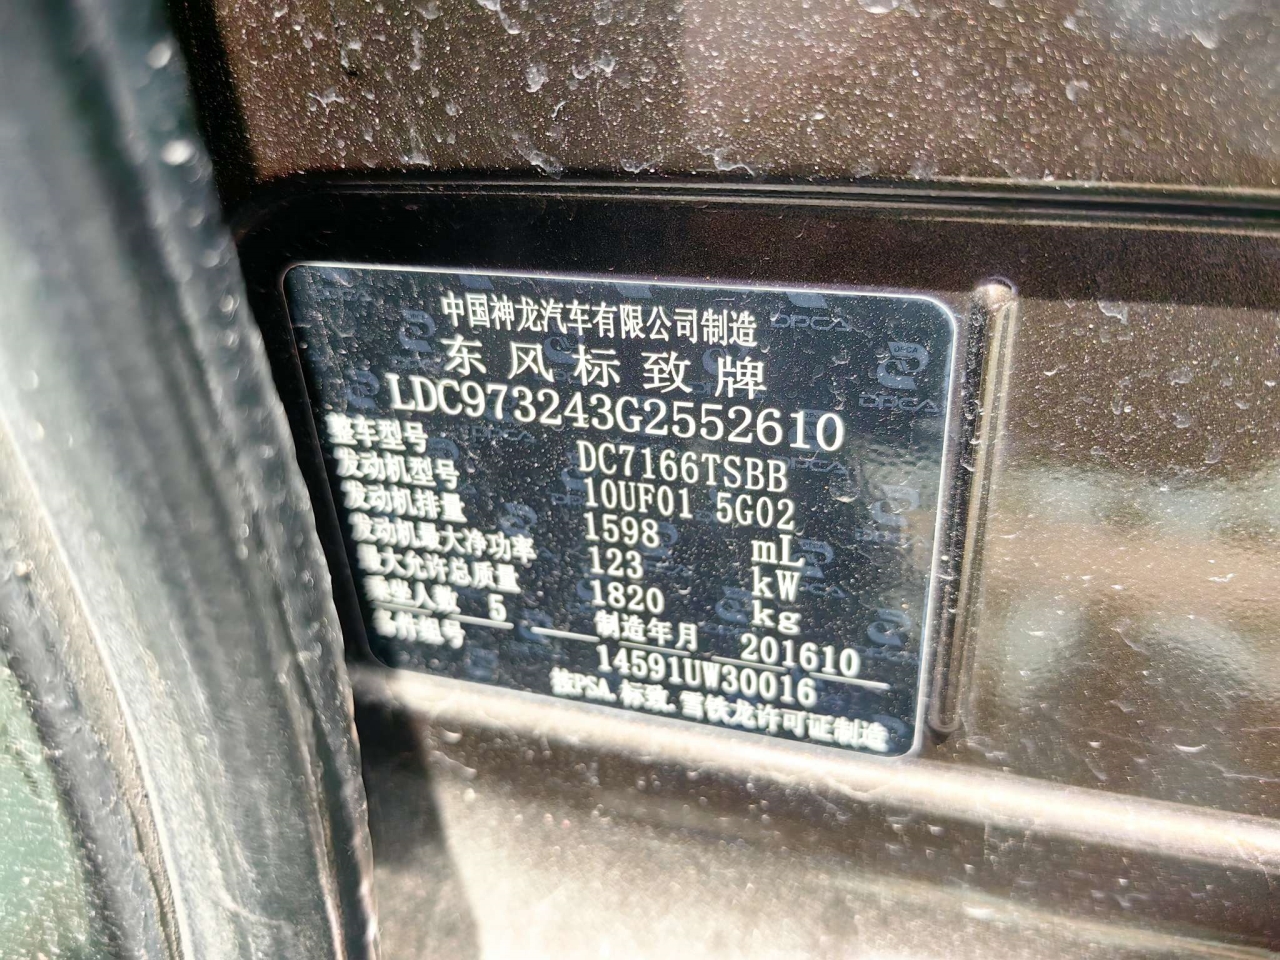 中国神龙汽车有限公司制造
东风标致牌
LDC973243G2552610
整车型号 DC7166TSBB
发动机型号 10UF01 5G02
发动机排量 1598 mL
发动机最大净功率 123 kW
最大允许总质量 1820 kg
乘坐人数 5 制造年月 201610
备件组号 14591UW30016
按PSA.标致.雪铁龙许可证制造
DPCA
DPCA